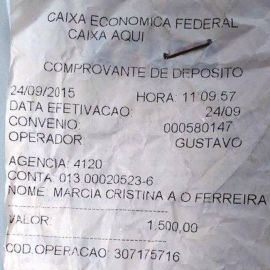 CAIXA ECONOMICA FEDERAL
CAIXA AQUI
COMPROVANTE DE DEPOSITO
24/09/2015 HORA: 11:09:57
DATA EFETIVACAO: 24/09
CONVENIO: 000580147
OPERADOR: GUSTAVO
AGENCIA: 4120
CONTA: 013.00020523-6
NOME: MARCIA CRISTINA A O FERREIRA
VALOR: 1.500,00
COD.OPERACAO: 307175716